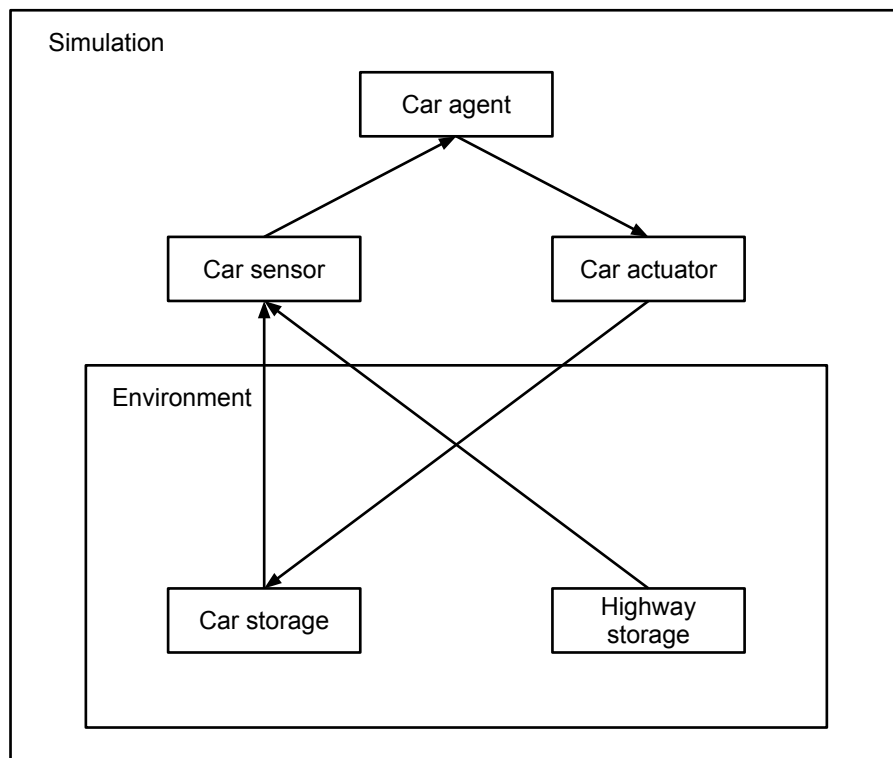 Simulation
Car agent
Car sensor
Car actuator
Environment
Car storage
Highway
storage